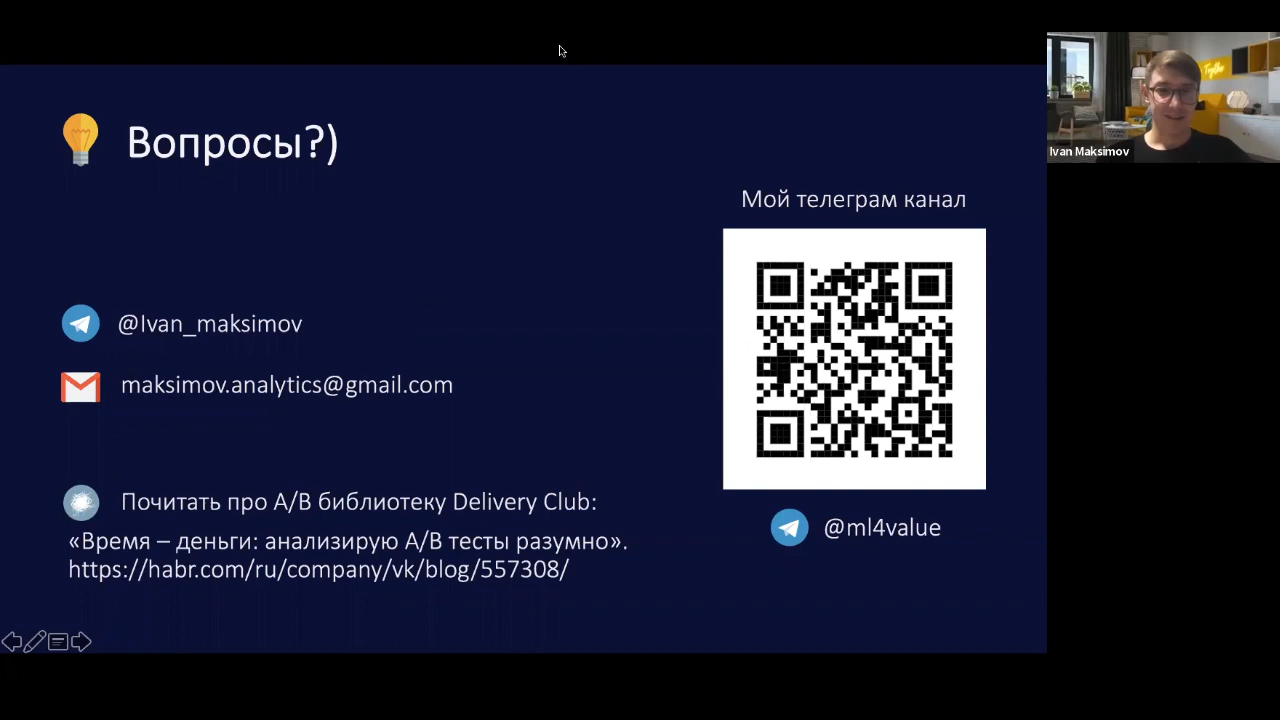 Вопросы?)
Мой телеграм канал
@Ivan_maksimov
maksimov.analytics@gmail.com
Почитать про A/B библиотеку Delivery Club:
«Время – деньги: анализирую A/B тесты разумно».
https://habr.com/ru/company/vk/blog/557308/
@ml4value
Together
Ivan Maksimov